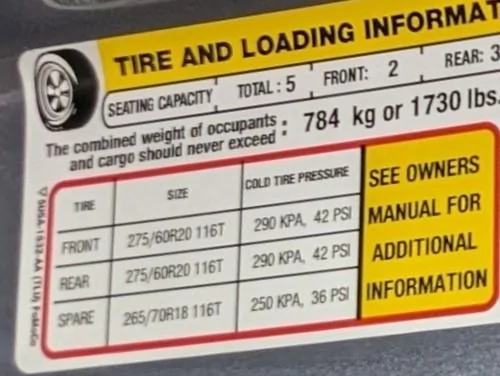 TIRE AND LOADING INFORMAT
SEATING CAPACITY TOTAL : 5 FRONT: 2 REAR: 3
The combined weight of occupants
and cargo should never exceed : 784 kg or 1730 lbs.
TIRE SIZE COLD TIRE PRESSURE
FRONT 275/60R20 116T 290 KPA, 42 PSI
REAR 275/60R20 116T 290 KPA, 42 PSI
SPARE 265/70R18 116T 250 KPA, 36 PSI
SEE OWNERS
MANUAL FOR
ADDITIONAL
INFORMATION